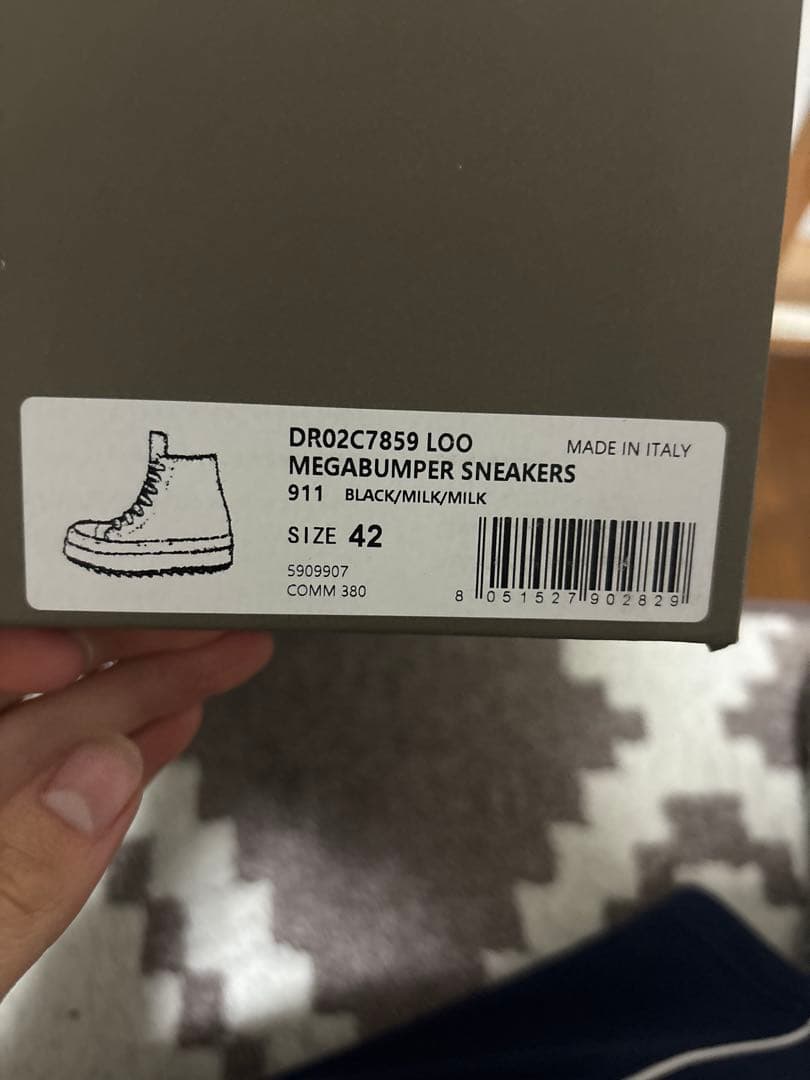 DR02C7859 LOO
MADE IN ITALY
MEGABUMPER SNEAKERS
911 BLACK/MILK/MILK
SIZE 42
5909907
COMM 380
8 051527 902829